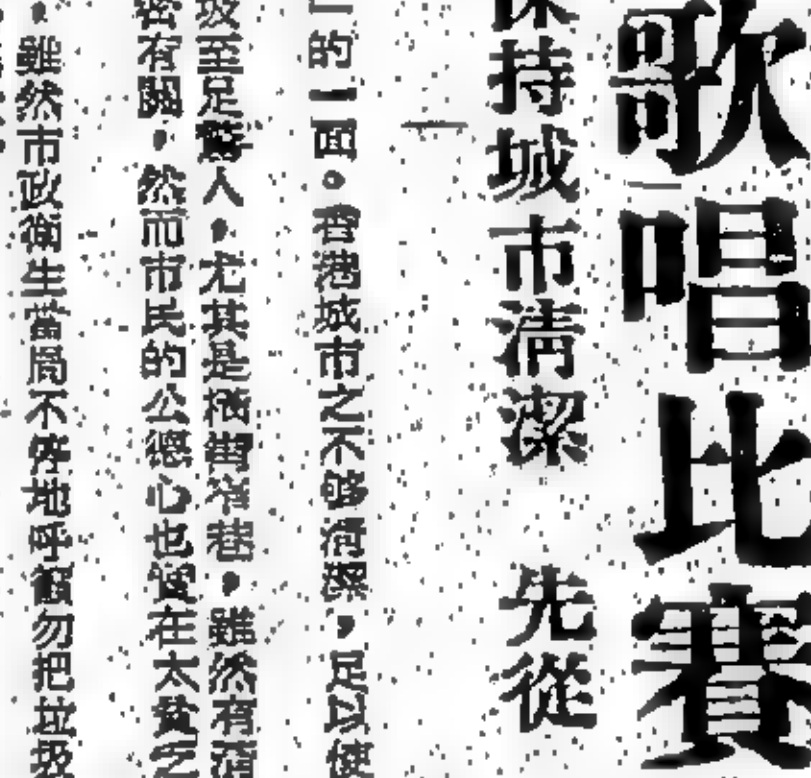 歌唱比賽
保持城市清潔 先從
的一面。香港城市之不够清潔,足以使
圾至足驚人,尤其是橫街冷巷,雖然有清
密有關,然而市民的公德心也實在太貧乏
,雖然市政衛生當局不停地呼籲勿把垃圾